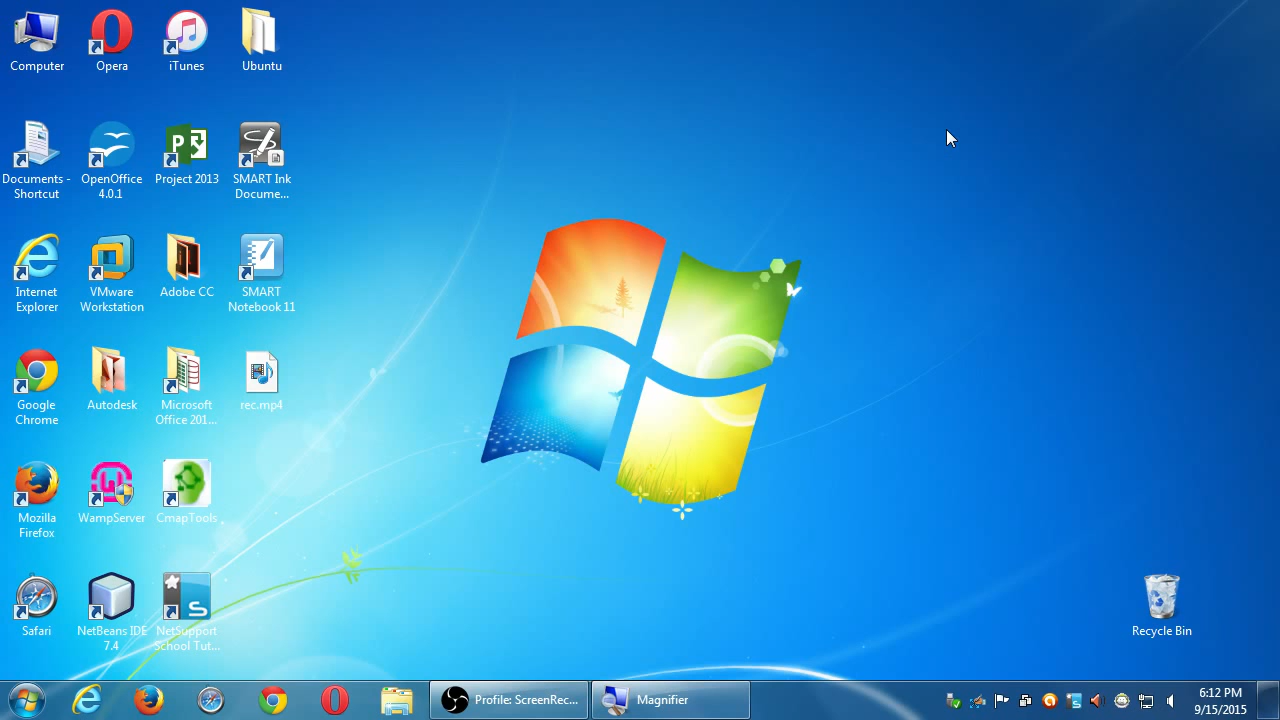 Computer
Opera
iTunes
Ubuntu
Documents -
Shortcut
OpenOffice
4.0.1
Project 2013
SMART Ink
Docume...
Internet
Explorer
VMware
Workstation
Adobe CC
SMART
Notebook 11
Google
Chrome
Autodesk
Microsoft
Office 201...
rec.mp4
Mozilla
Firefox
WampServer
CmapTools
Safari
NetBeans IDE
7.4
NetSupport
School Tut...
Recycle Bin
Profile: ScreenRec...
Magnifier
6:12 PM
9/15/2015